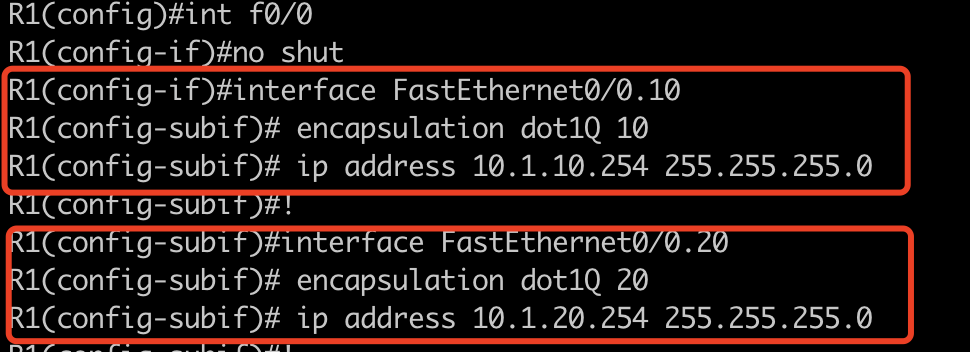 R1(config)#int f0/0
R1(config-if)#no shut
R1(config-if)#interface FastEthernet0/0.10
R1(config-subif)# encapsulation dot1Q 10
R1(config-subif)# ip address 10.1.10.254 255.255.255.0
R1(config-subif)#!
R1(config-subif)#interface FastEthernet0/0.20
R1(config-subif)# encapsulation dot1Q 20
R1(config-subif)# ip address 10.1.20.254 255.255.255.0
R1(config-subif)#!